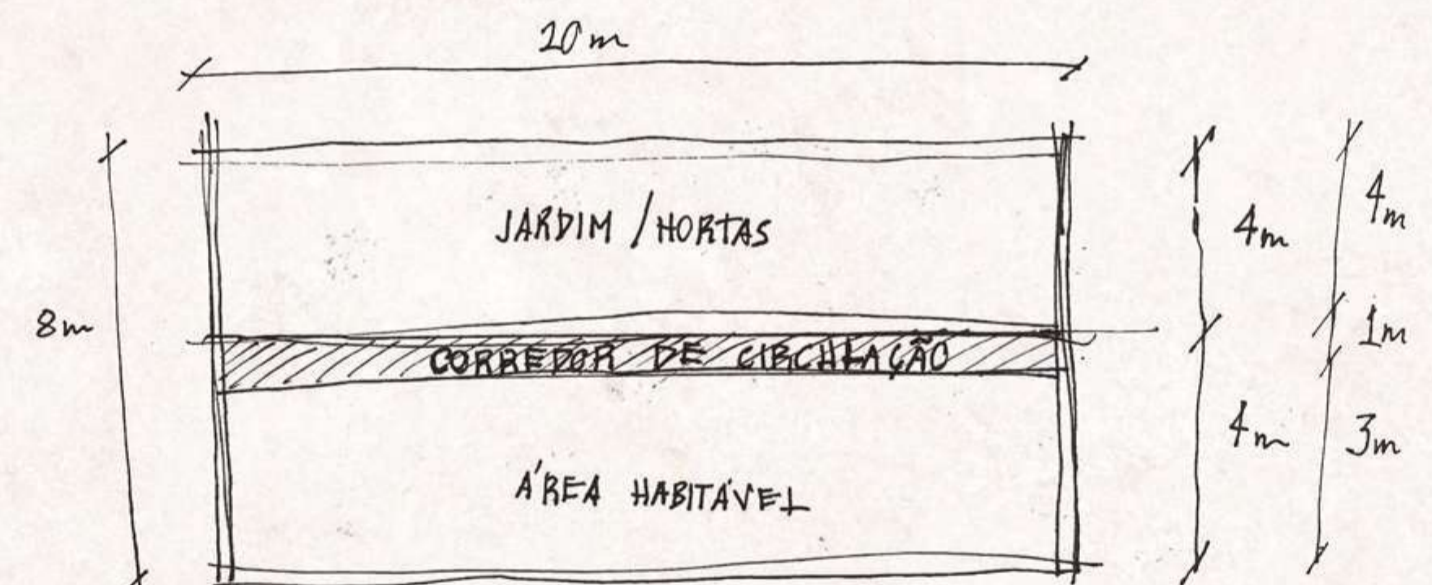 20m
JARDIM / HORTAS
4m
4m
8m
1m
CORREDOR DE CIRCULAÇÃO
4m
3m
ÁREA HABITÁVEL